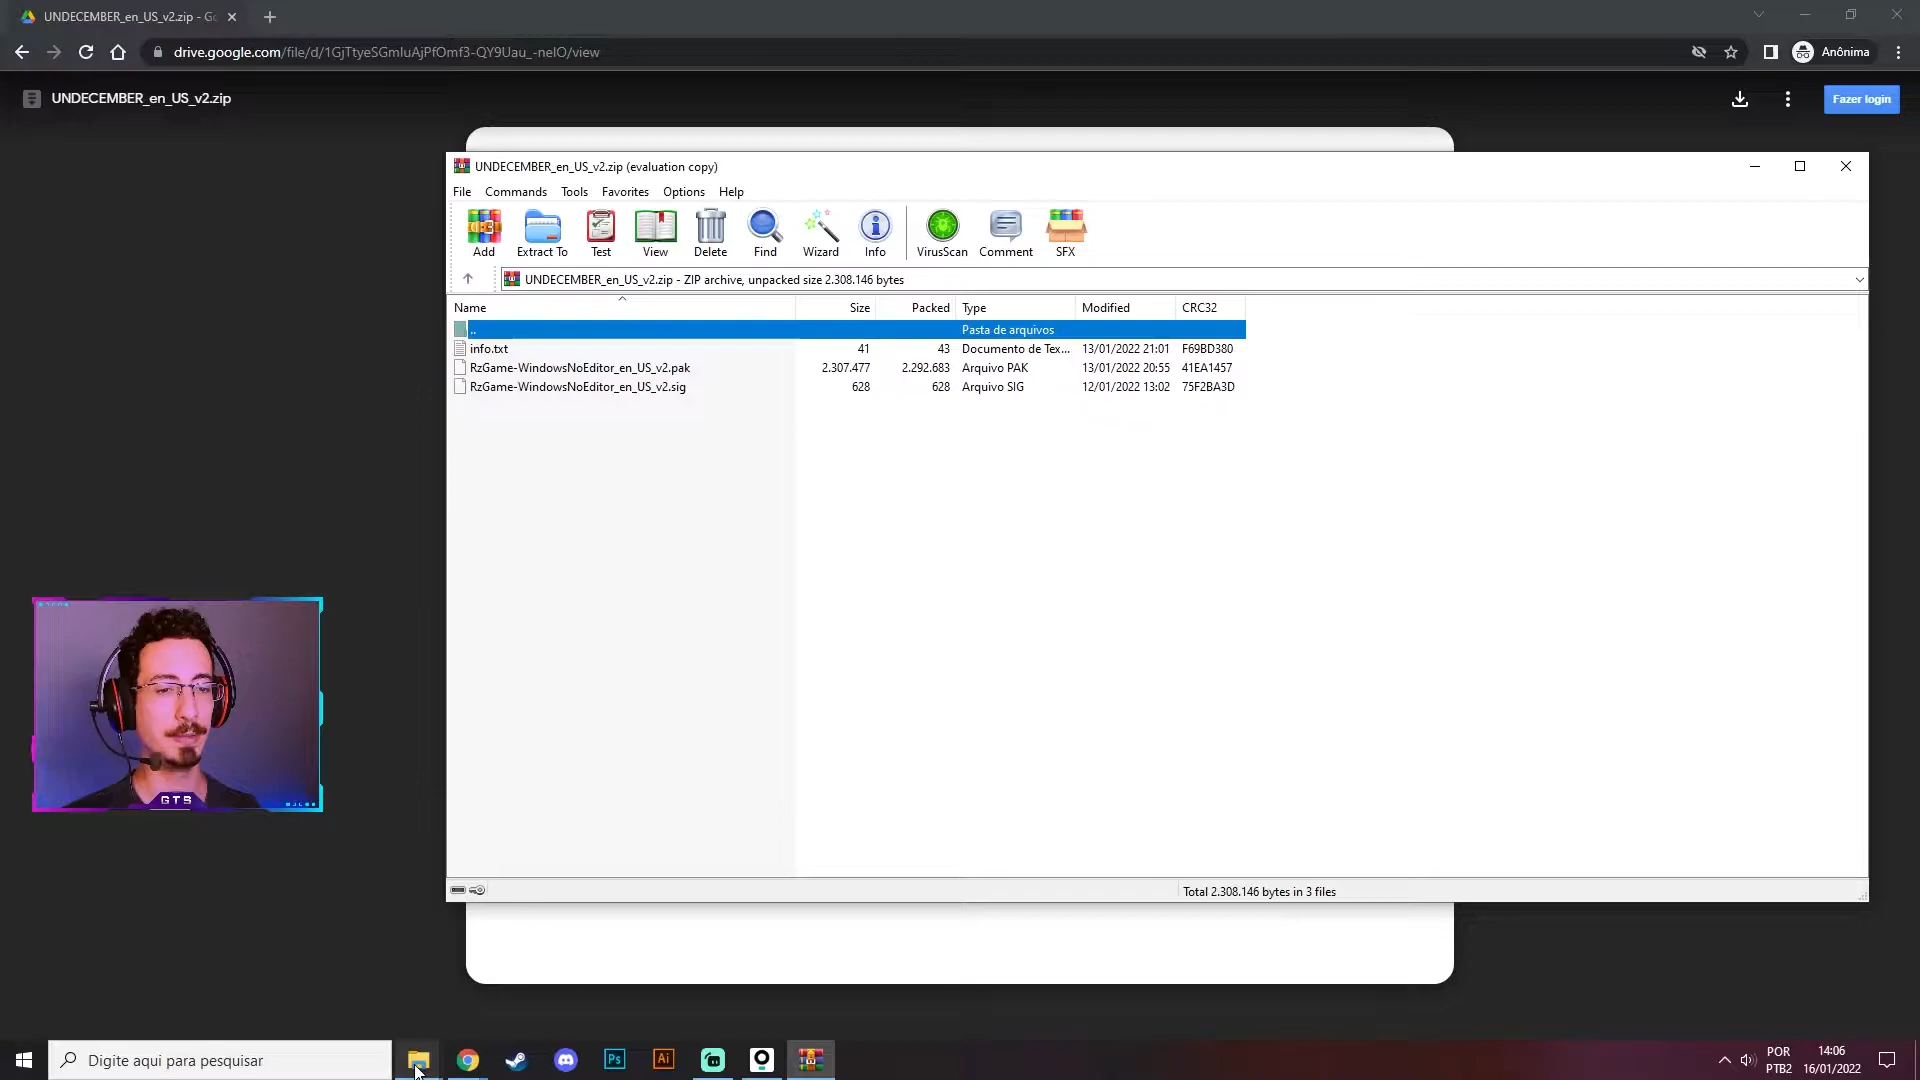 UNDECEMBER_en_US_v2.zip - Go
drive.google.com/file/d/1GjTtyeSGmluAjPfOmf3-QY9Uau_-nelO/view
Anônima
UNDECEMBER_en_US_v2.zip
Fazer login
UNDECEMBER_en_US_v2.zip (evaluation copy)
File Commands Tools Favorites Options Help
Add Extract To Test View Delete Find Wizard Info VirusScan Comment SFX
UNDECEMBER_en_US_v2.zip - ZIP archive, unpacked size 2.308.146 bytes
Name Size Packed Type Modified CRC32
.. Pasta de arquivos
info.txt 41 43 Documento de Tex... 13/01/2022 21:01 F69BD380
RzGame-WindowsNoEditor_en_US_v2.pak 2.307.477 2.292.683 Arquivo PAK 13/01/2022 20:55 41EA1457
RzGame-WindowsNoEditor_en_US_v2.sig 628 628 Arquivo SIG 12/01/2022 13:02 75F2BA3D
GTS
Total 2.308.146 bytes in 3 files
Digite aqui para pesquisar
Ps
Ai
POR
PTB2
14:06
16/01/2022